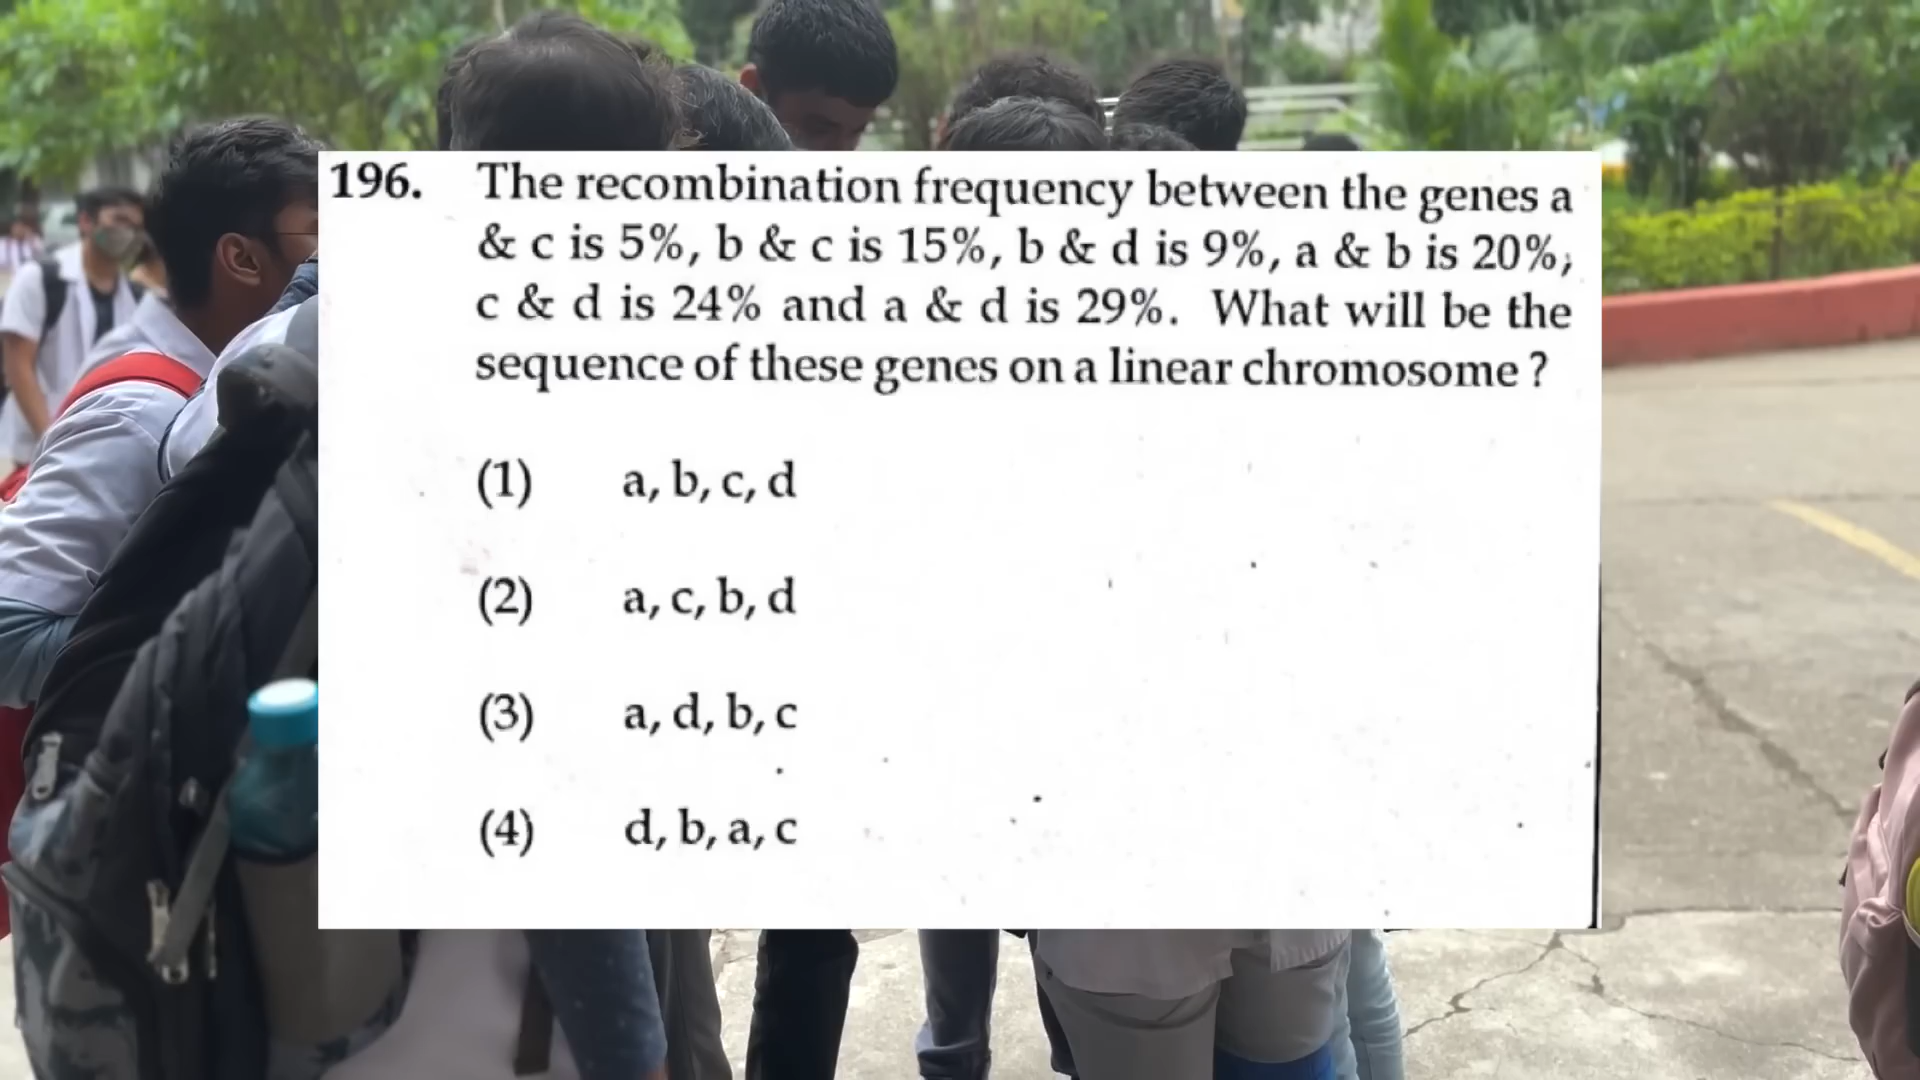 196. The recombination frequency between the genes a
& c is 5%, b & c is 15%, b & d is 9%, a & b is 20%,
c & d is 24% and a & d is 29%. What will be the
sequence of these genes on a linear chromosome ?
(1) a, b, c, d
(2) a, c, b, d
(3) a, d, b, c
(4) d, b, a, c